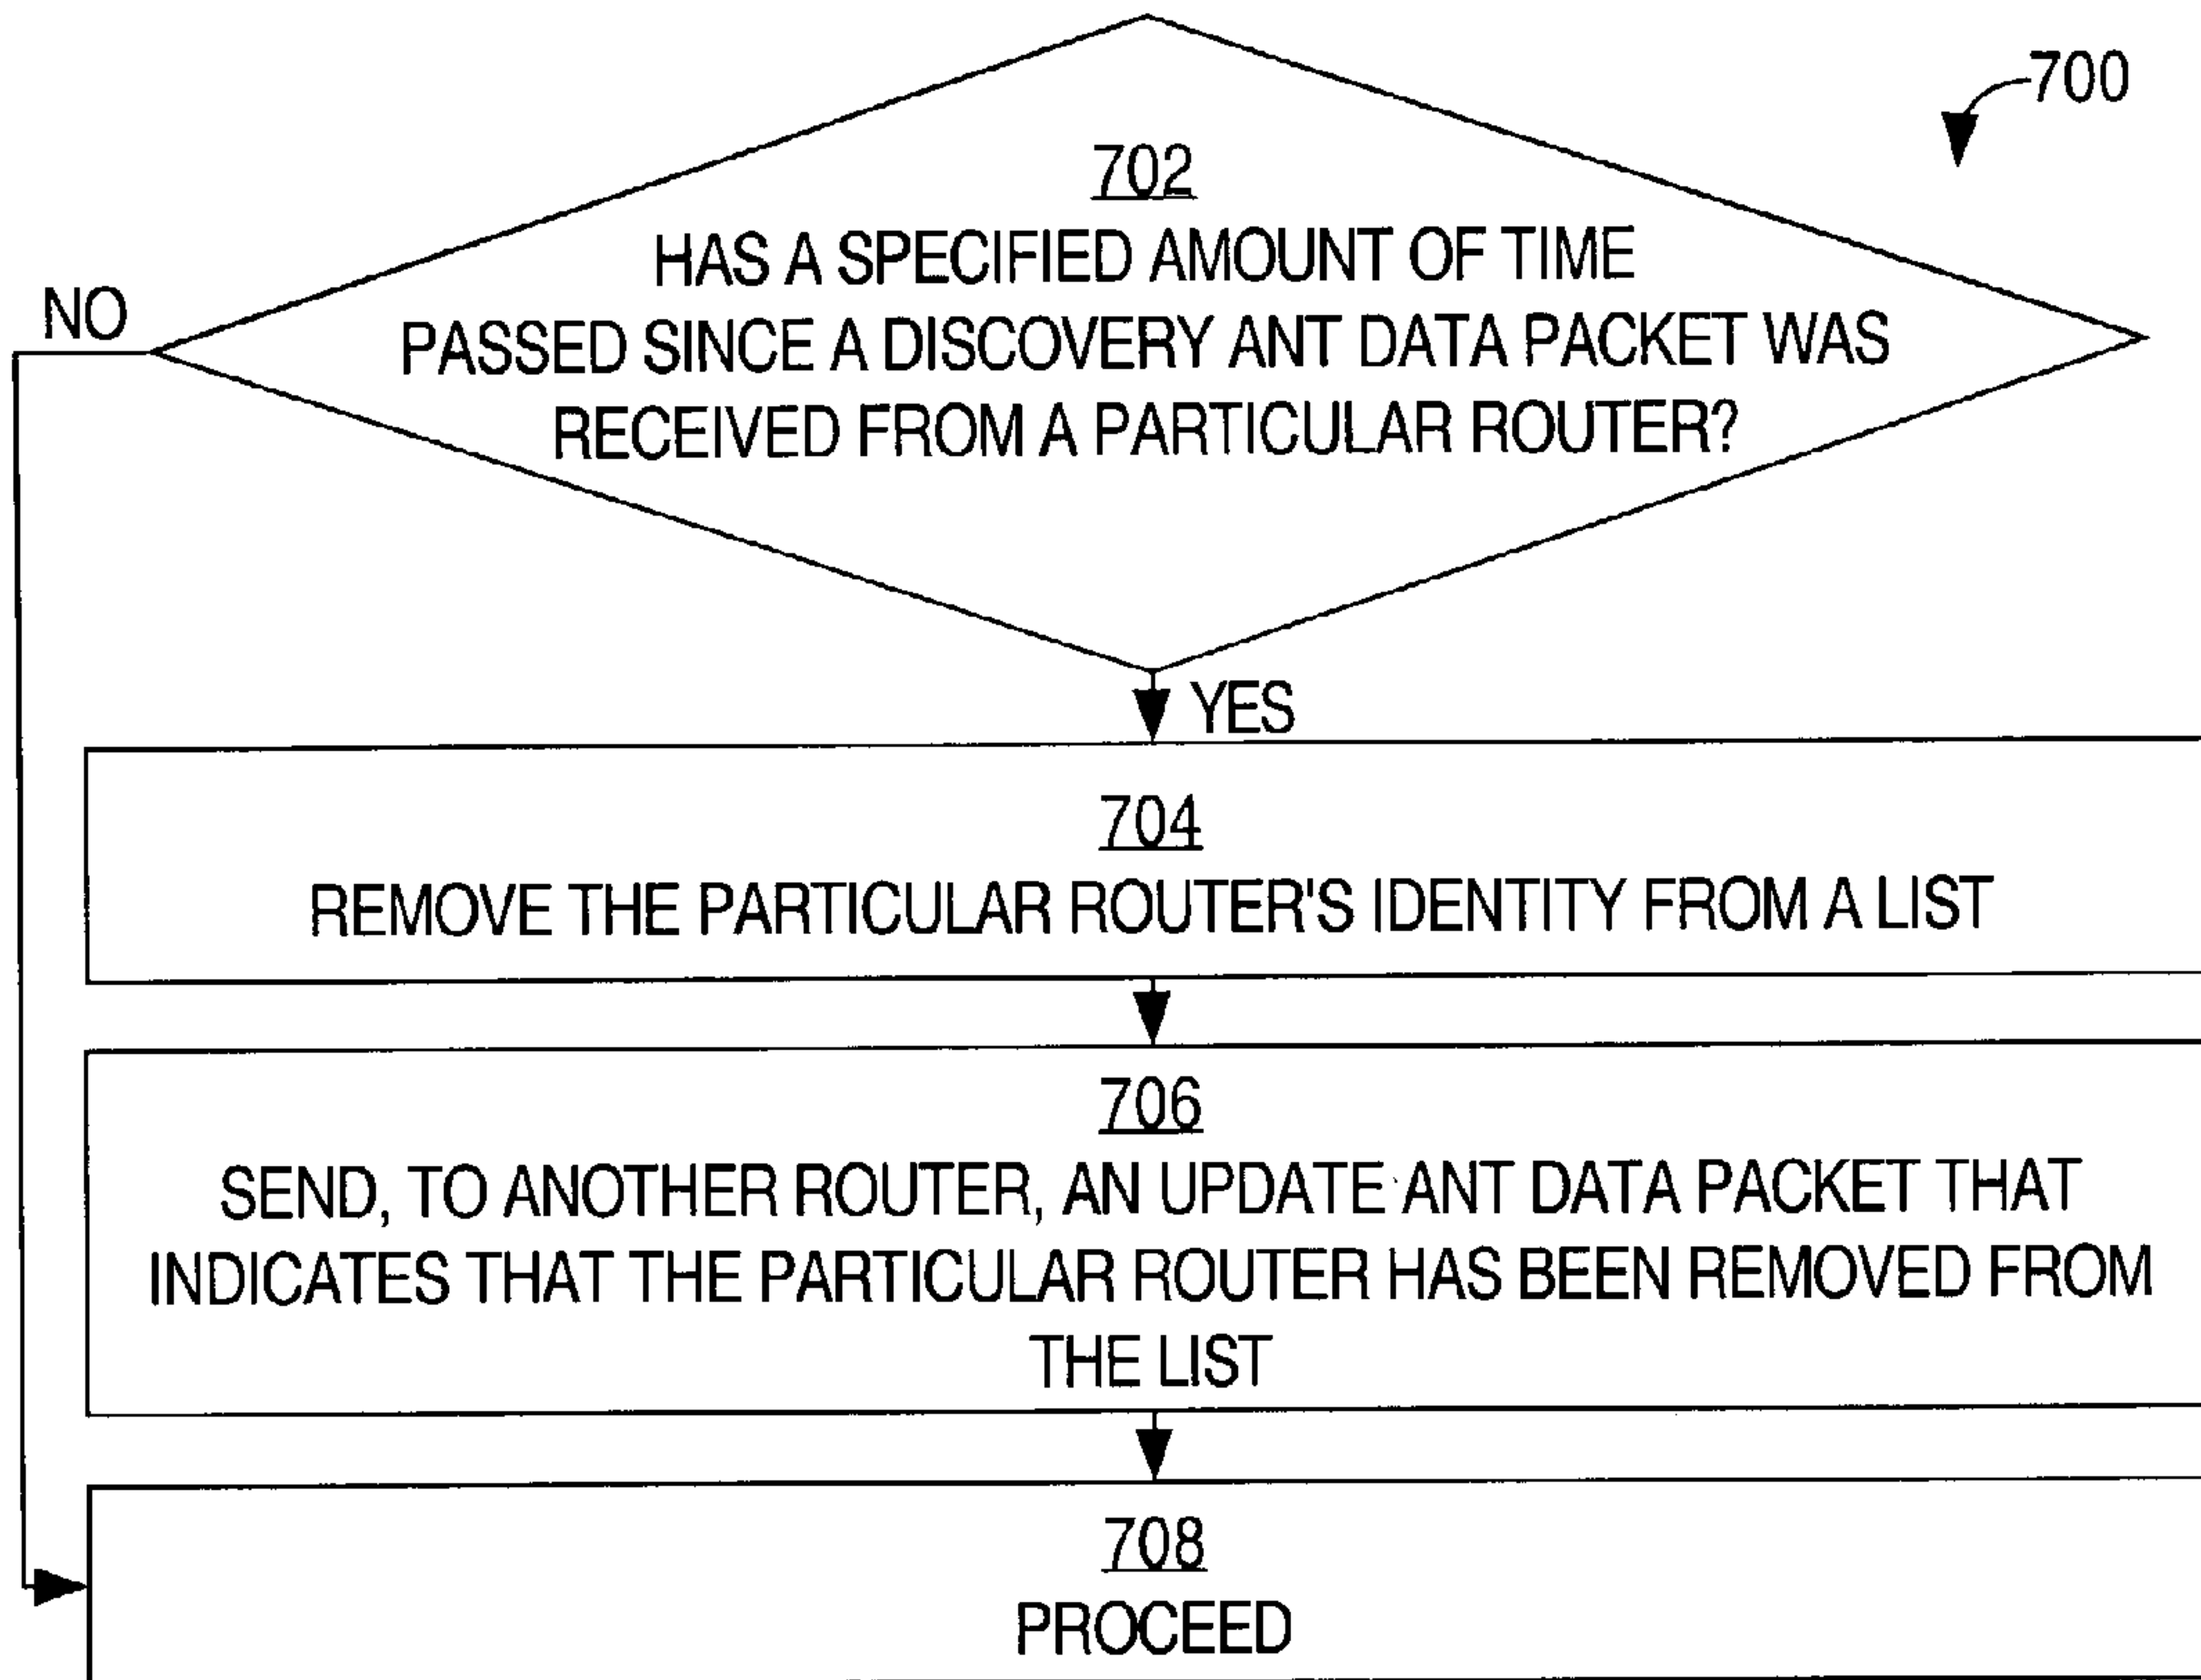 700
702
HAS A SPECIFIED AMOUNT OF TIME
PASSED SINCE A DISCOVERY ANT DATA PACKET WAS
RECEIVED FROM A PARTICULAR ROUTER?
NO
YES
704
REMOVE THE PARTICULAR ROUTER'S IDENTITY FROM A LIST
706
SEND, TO ANOTHER ROUTER, AN UPDATE ANT DATA PACKET THAT
INDICATES THAT THE PARTICULAR ROUTER HAS BEEN REMOVED FROM
THE LIST
708
PROCEED